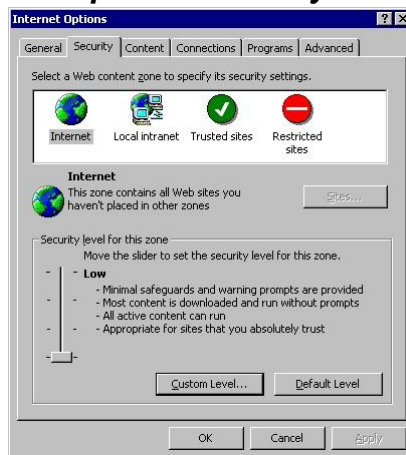 Internet Options
General Security Content Connections Programs Advanced
Select a Web content zone to specify its security settings.
Internet Local intranet Trusted sites Restricted sites
Internet
This zone contains all Web sites you
haven't placed in other zones
Sites...
Security level for this zone
Move the slider to set the security level for this zone.
Low
- Minimal safeguards and warning prompts are provided
- Most content is downloaded and run without prompts
- All active content can run
- Appropriate for sites that you absolutely trust
Custom Level... Default Level
OK Cancel Apply